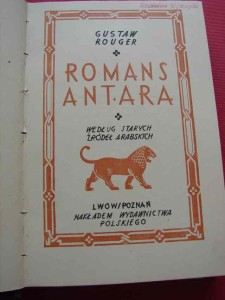 GUSTAW
ROUGER
ROMANS
ANTARA
WEDŁUG STARYCH
ŹRÓDEŁ ARABSKICH
LWÓW/POZNAŃ
NAKŁADEM WYDAWNICTWA
POLSKIEGO